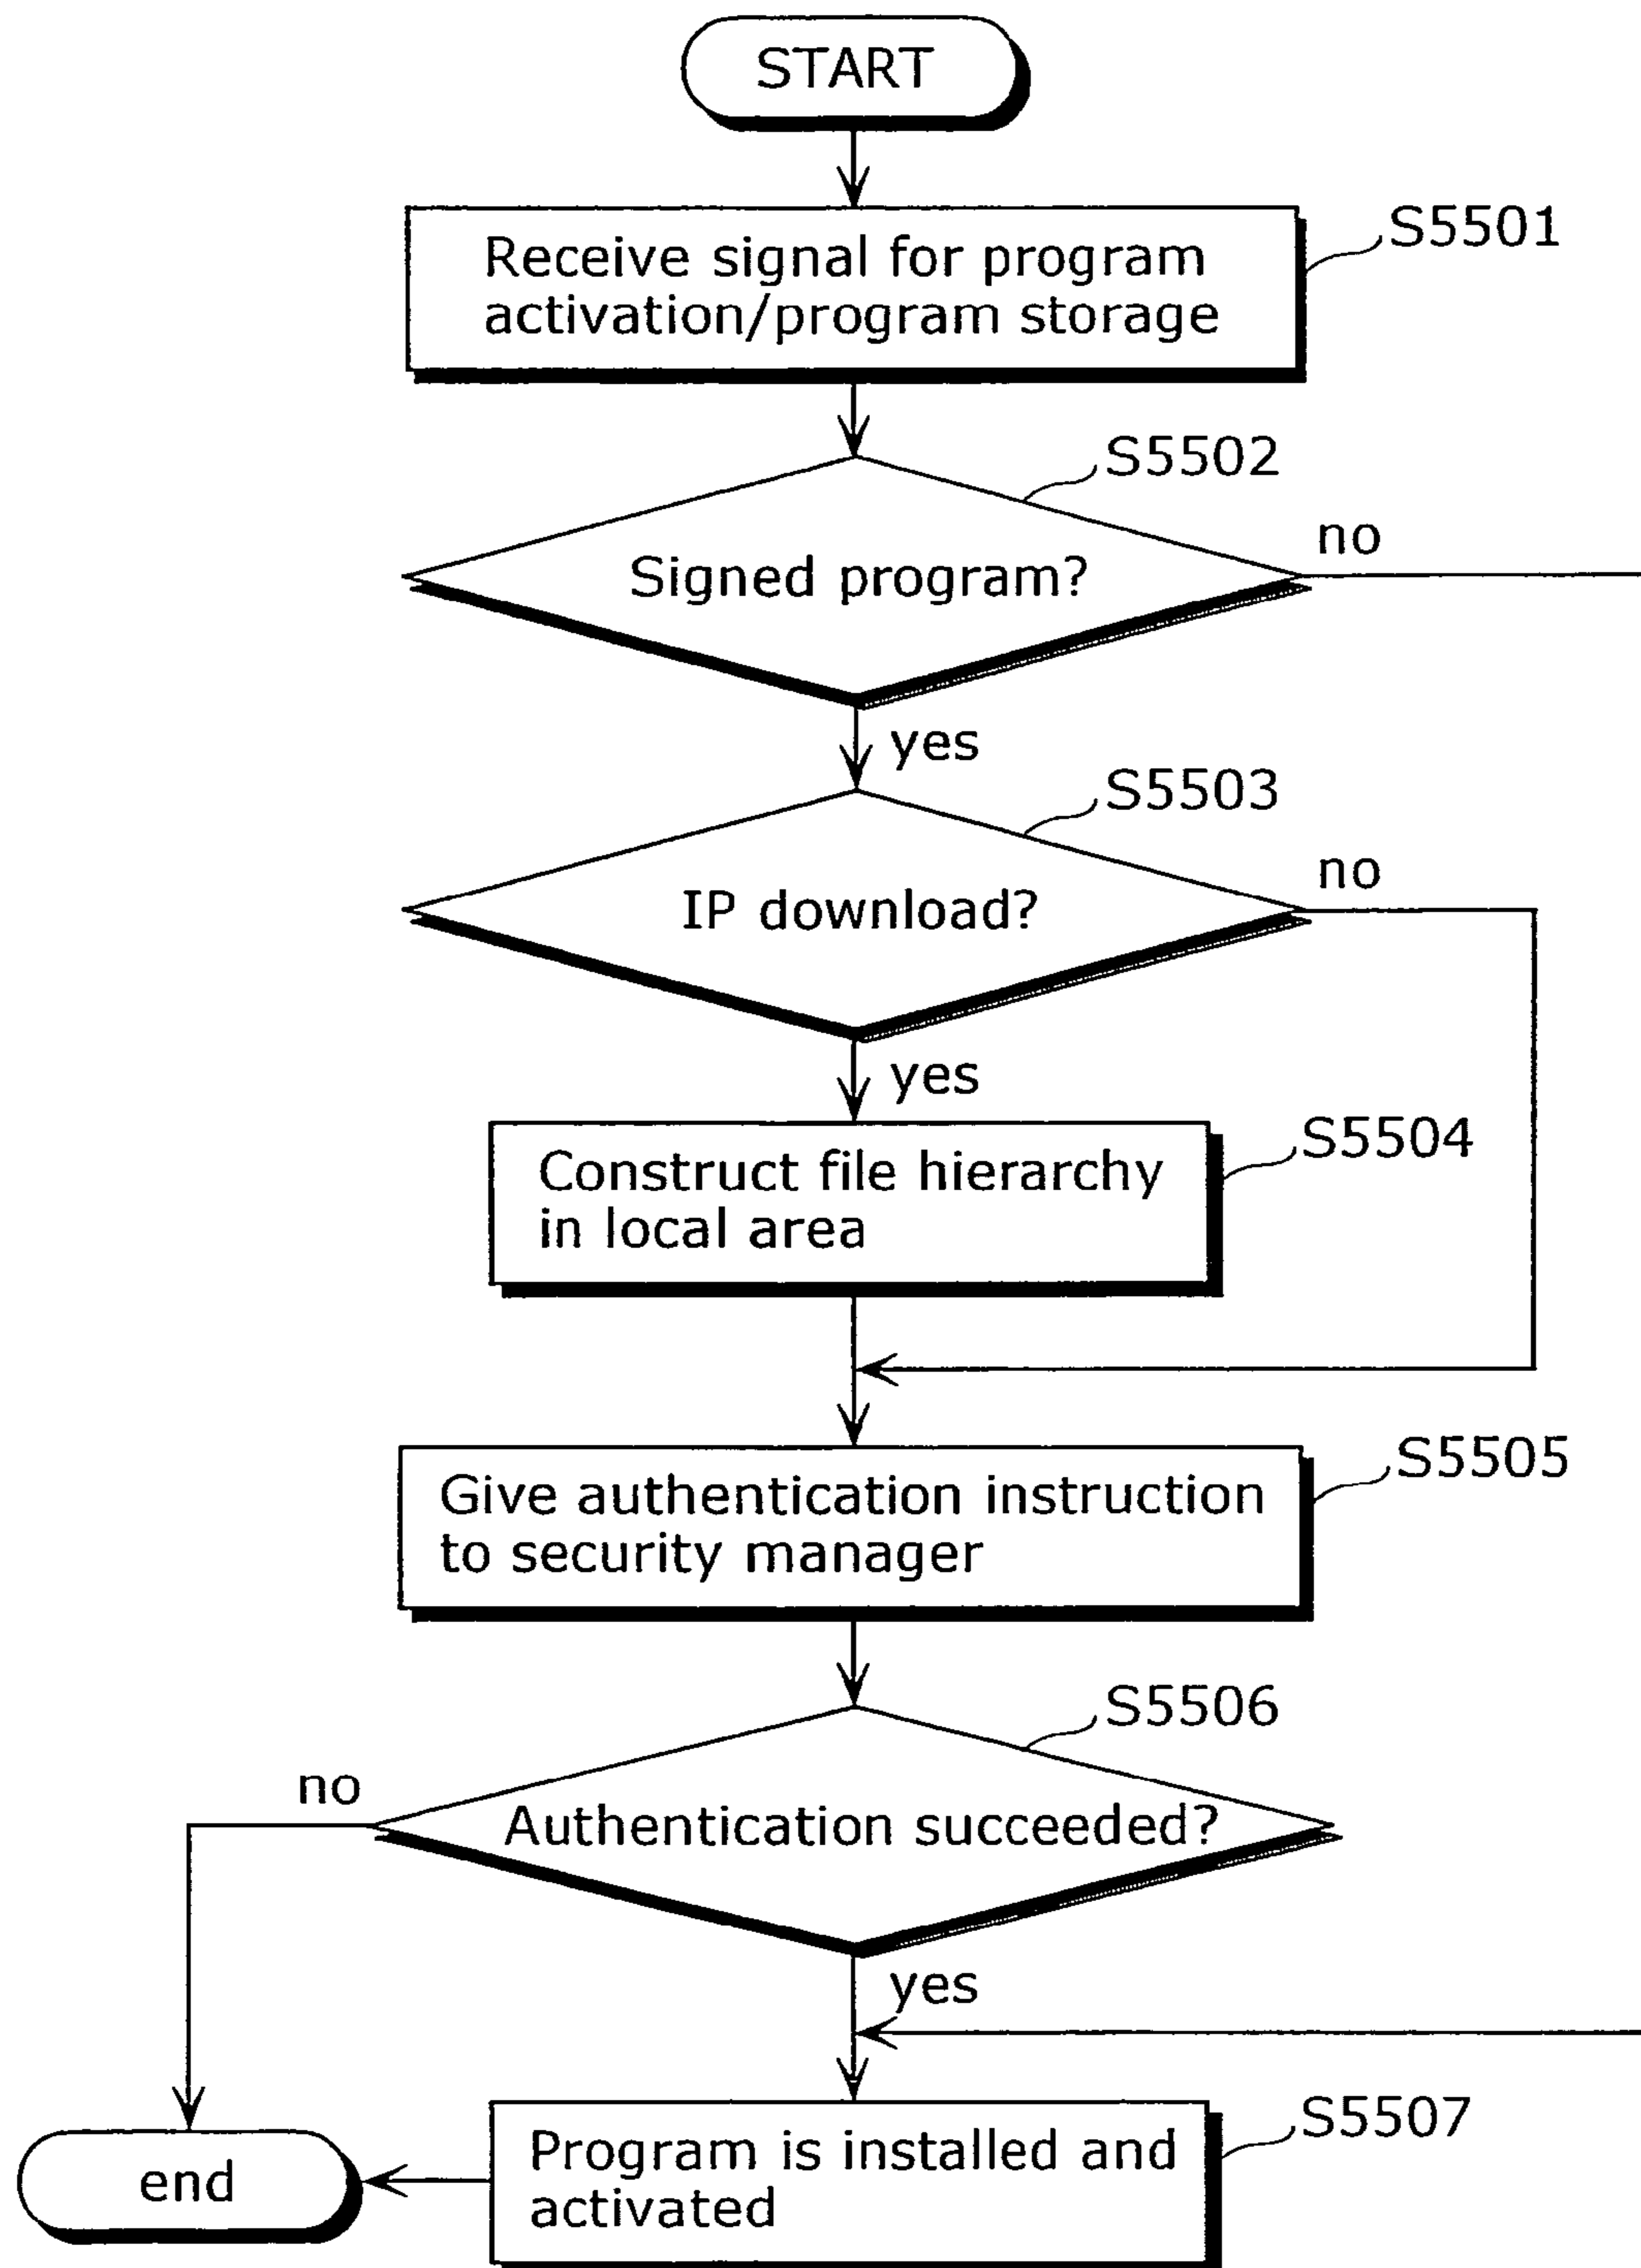 START
Receive signal for program
activation/program storage
S5501
S5502
Signed program?
no
yes
S5503
IP download?
no
yes
S5504
Construct file hierarchy
in local area
S5505
Give authentication instruction
to security manager
S5506
no
Authentication succeeded?
yes
S5507
Program is installed and
activated
end